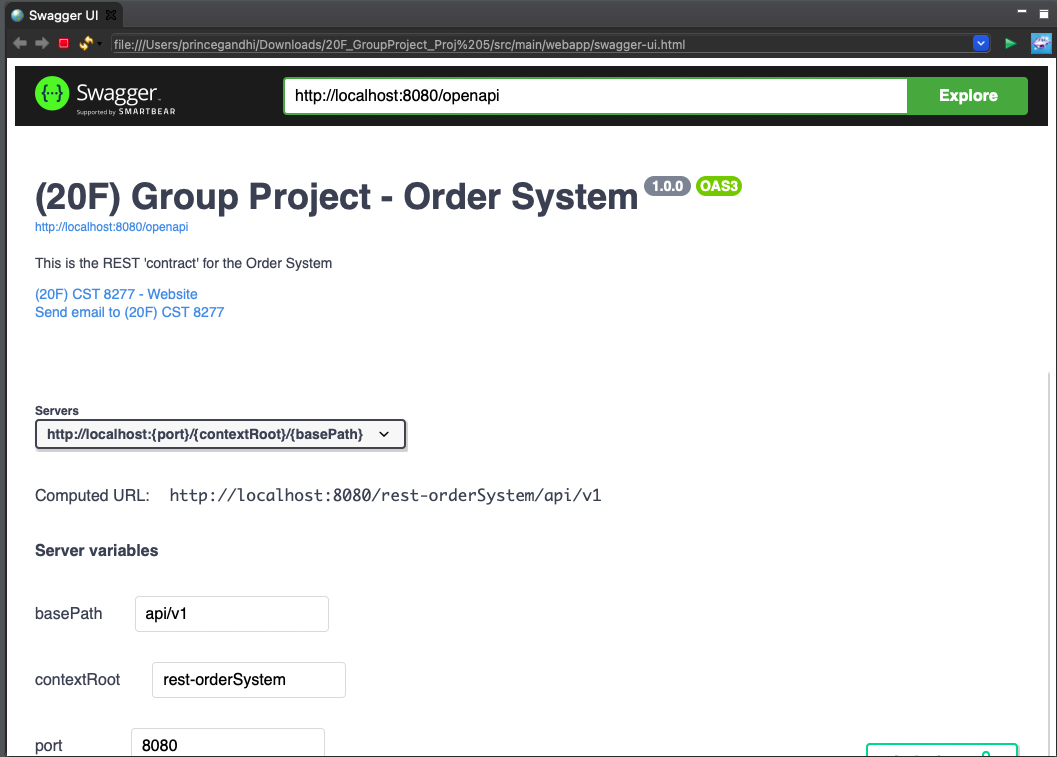 Swagger UI
file:///Users/princegandhi/Downloads/20F_GroupProject_Proj%205/src/main/webapp/swagger-ui.html
{...} Swagger™
Supported by SMARTBEAR
http://localhost:8080/openapi
Explore
(20F) Group Project - Order System 1.0.0 OAS3
http://localhost:8080/openapi
This is the REST 'contract' for the Order System
(20F) CST 8277 - Website
Send email to (20F) CST 8277
Servers
http://localhost:{port}/{contextRoot}/{basePath}
Computed URL: http://localhost:8080/rest-orderSystem/api/v1
Server variables
basePath api/v1
contextRoot rest-orderSystem
port 8080